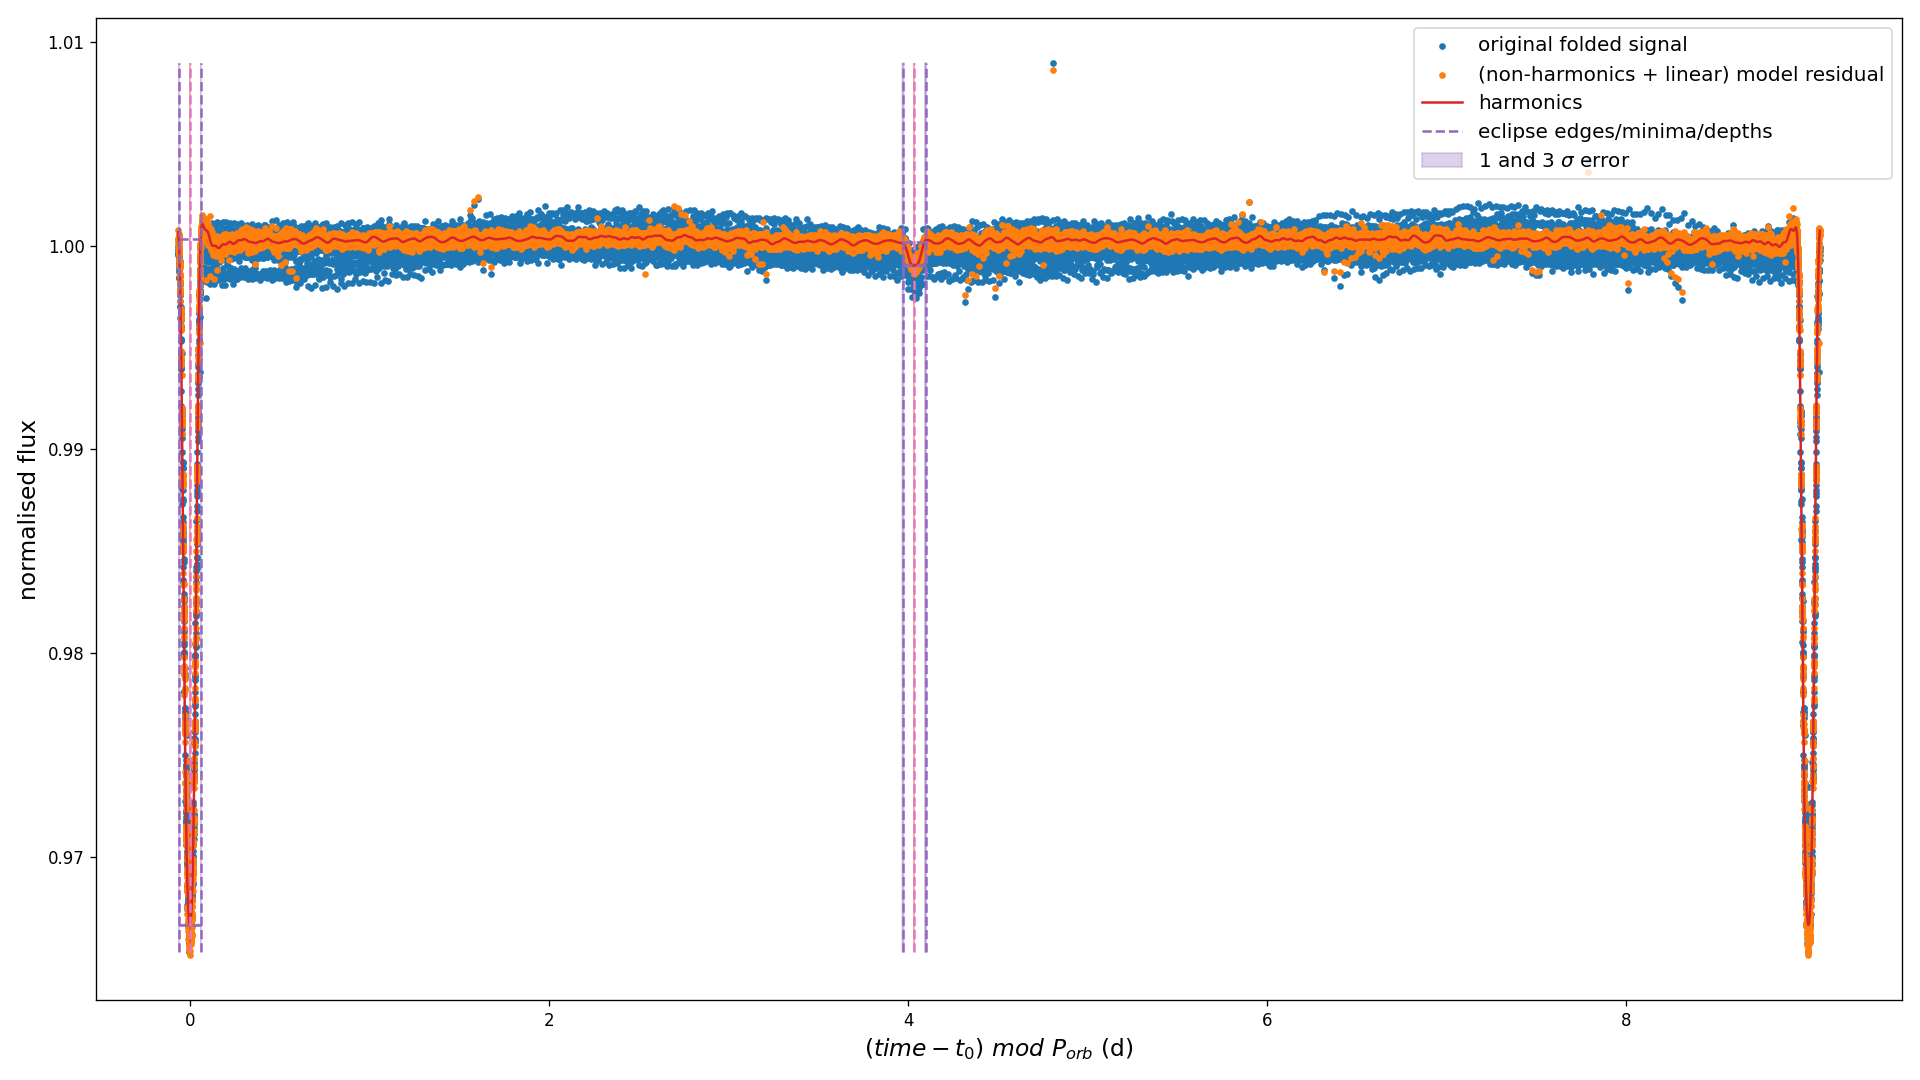 1.01
1.00
0.99
0.98
0.97
normalised flux
original folded signal
(non-harmonics + linear) model residual
harmonics
eclipse edges/minima/depths
1 and 3 σ error
0
2
4
6
8
(time − t₀) mod P_orb (d)